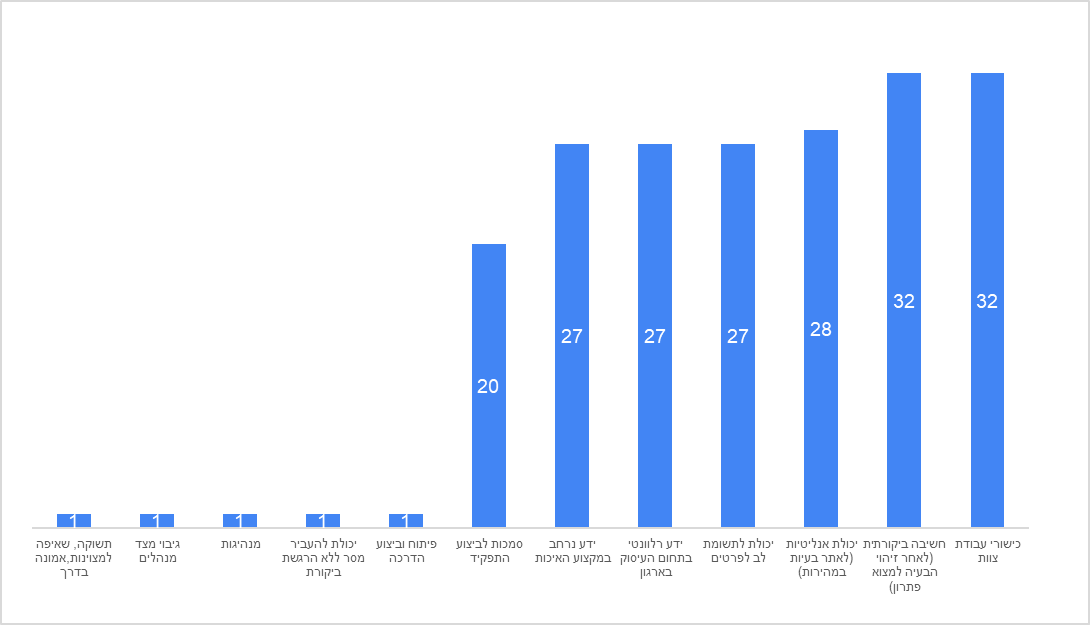 32
32
28
27
27
27
20
1
1
1
1
1
כישורי עבודת
צוות
חשיבה ביקורתית
(לאחר זיהוי
הבעיה למצוא
פתרון)
יכולת אנליטיות
(לאתר בעיות
במהירות)
יכולת לתשומת
לב לפרטים
ידע רלוונטי
בתחום העיסוק
בארגון
ידע נרחב
במקצוע האיכות
סמכות לביצוע
התפקיד
פיתוח וביצוע
הדרכה
יכולת להעביר
מסר ללא הרגשת
ביקורת
מנהיגות
גיבוי מצד
מנהלים
תשוקה, שאיפה
למצוינות,אמונה
בדרך